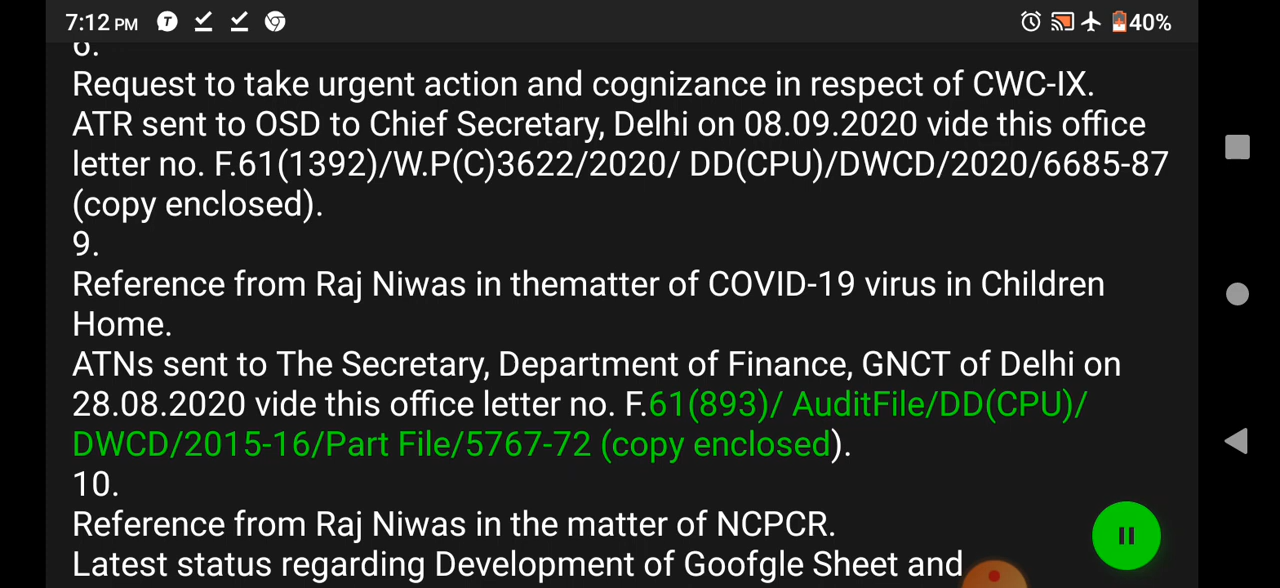 7:12 PM
40%
6.
Request to take urgent action and cognizance in respect of CWC-IX.
ATR sent to OSD to Chief Secretary, Delhi on 08.09.2020 vide this office
letter no. F.61(1392)/W.P(C)3622/2020/ DD(CPU)/DWCD/2020/6685-87
(copy enclosed).
9.
Reference from Raj Niwas in thematter of COVID-19 virus in Children
Home.
ATNs sent to The Secretary, Department of Finance, GNCT of Delhi on
28.08.2020 vide this office letter no. F.61(893)/ AuditFile/DD(CPU)/
DWCD/2015-16/Part File/5767-72 (copy enclosed).
10.
Reference from Raj Niwas in the matter of NCPCR.
Latest status regarding Development of Goofgle Sheet and